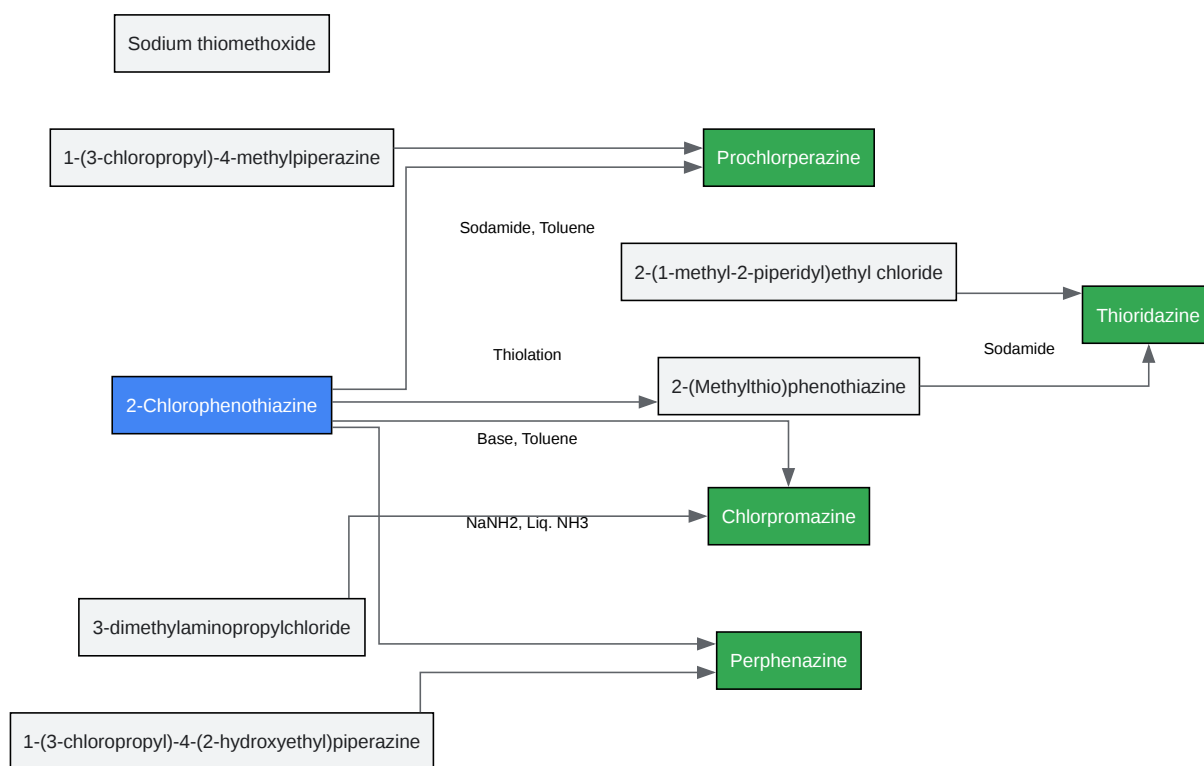 Sodium thiomethoxide
1-(3-chloropropyl)-4-methylpiperazine
Prochlorperazine
Sodamide, Toluene
2-(1-methyl-2-piperidyl)ethyl chloride
Thioridazine
Sodamide
Thiolation
2-(Methylthio)phenothiazine
2-Chlorophenothiazine
Base, Toluene
Chlorpromazine
NaNH2, Liq. NH3
3-dimethylaminopropylchloride
Perphenazine
1-(3-chloropropyl)-4-(2-hydroxyethyl)piperazine